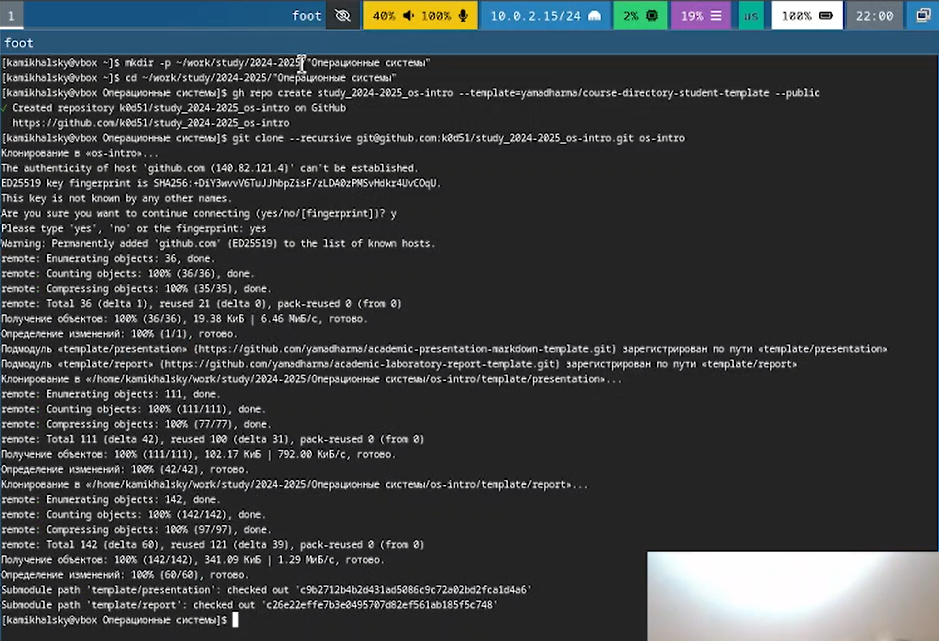 1 foot 40% 100% 10.0.2.15/24 2% 19% us 100% 22:00
foot
[kamikhalsky@vbox ~]$ mkdir -p ~/work/study/2024-2025/"Операционные системы"
[kamikhalsky@vbox ~]$ cd ~/work/study/2024-2025/"Операционные системы"
[kamikhalsky@vbox Операционные системы]$ gh repo create study_2024-2025_os-intro --template=yamadharma/course-directory-student-template --public
✓ Created repository k0d51/study_2024-2025_os-intro on GitHub
https://github.com/k0d51/study_2024-2025_os-intro
[kamikhalsky@vbox Операционные системы]$ git clone --recursive git@github.com:k0d51/study_2024-2025_os-intro.git os-intro
Клонирование в «os-intro»...
The authenticity of host 'github.com (140.82.121.4)' can't be established.
ED25519 key fingerprint is SHA256:+DiY3wvvV6TuJJhbpZisF/zLDA0zPMSvHdkr4UvCOqU.
This key is not known by any other names.
Are you sure you want to continue connecting (yes/no/[fingerprint])? y
Please type 'yes', 'no' or the fingerprint: yes
Warning: Permanently added 'github.com' (ED25519) to the list of known hosts.
remote: Enumerating objects: 36, done.
remote: Counting objects: 100% (36/36), done.
remote: Compressing objects: 100% (35/35), done.
remote: Total 36 (delta 1), reused 21 (delta 0), pack-reused 0 (from 0)
Получение объектов: 100% (36/36), 19.38 КиБ | 6.46 МиБ/с, готово.
Определение изменений: 100% (1/1), готово.
Подмодуль «template/presentation» (https://github.com/yamadharma/academic-presentation-markdown-template.git) зарегистрирован по пути «template/presentation»
Подмодуль «template/report» (https://github.com/yamadharma/academic-laboratory-report-template.git) зарегистрирован по пути «template/report»
Клонирование в «/home/kamikhalsky/work/study/2024-2025/Операционные системы/os-intro/template/presentation»...
remote: Enumerating objects: 111, done.
remote: Counting objects: 100% (111/111), done.
remote: Compressing objects: 100% (77/77), done.
remote: Total 111 (delta 42), reused 100 (delta 31), pack-reused 0 (from 0)
Получение объектов: 100% (111/111), 102.17 КиБ | 792.00 КиБ/с, готово.
Определение изменений: 100% (42/42), готово.
Клонирование в «/home/kamikhalsky/work/study/2024-2025/Операционные системы/os-intro/template/report»...
remote: Enumerating objects: 142, done.
remote: Counting objects: 100% (142/142), done.
remote: Compressing objects: 100% (97/97), done.
remote: Total 142 (delta 60), reused 121 (delta 39), pack-reused 0 (from 0)
Получение объектов: 100% (142/142), 341.09 КиБ | 1.29 МиБ/с, готово.
Определение изменений: 100% (60/60), готово.
Submodule path 'template/presentation': checked out 'c9b2712b4b2d431ad5086c9c72a02bd2fca1d4a6'
Submodule path 'template/report': checked out 'c26e22effe7b3e0495707d82ef561ab185f5c748'
[kamikhalsky@vbox Операционные системы]$